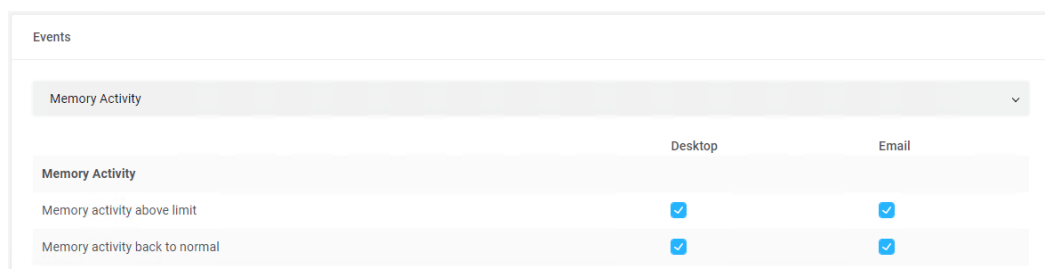 Events
Memory Activity
Desktop Email
Memory Activity
Memory activity above limit
Memory activity back to normal